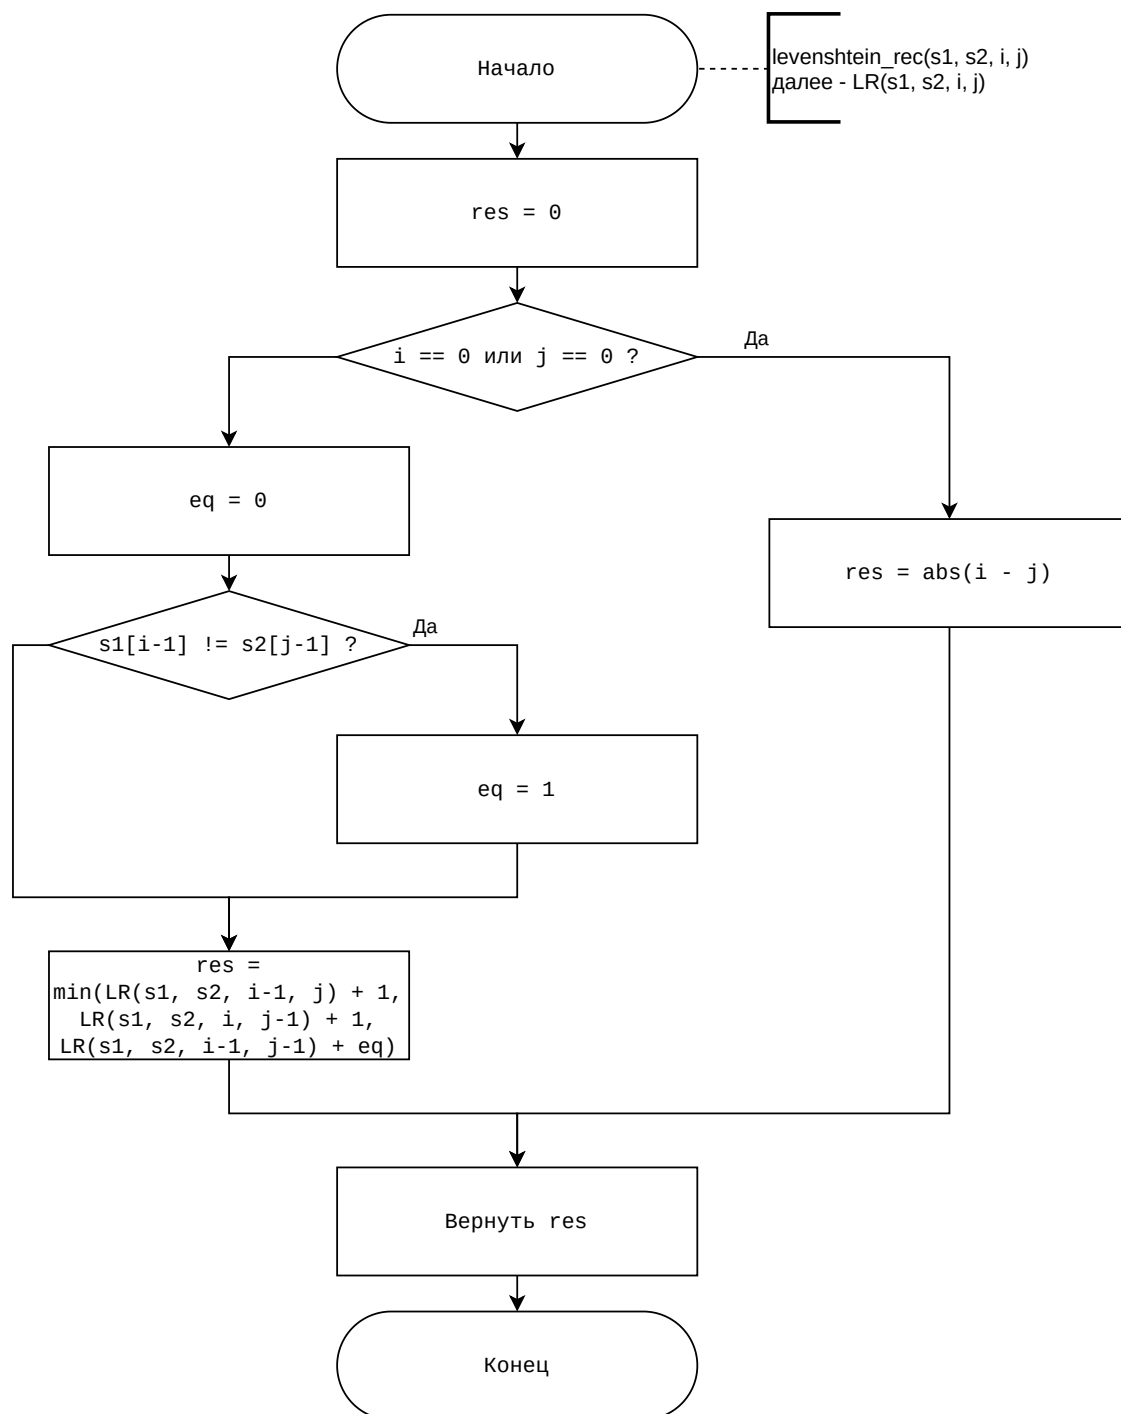 Начало
levenshtein_rec(s1, s2, i, j)
далее - LR(s1, s2, i, j)
res = 0
i == 0 или j == 0 ?
Да
eq = 0
res = abs(i - j)
s1[i-1] != s2[j-1] ?
Да
eq = 1
res =
min(LR(s1, s2, i-1, j) + 1,
LR(s1, s2, i, j-1) + 1,
LR(s1, s2, i-1, j-1) + eq)
Вернуть res
Конец